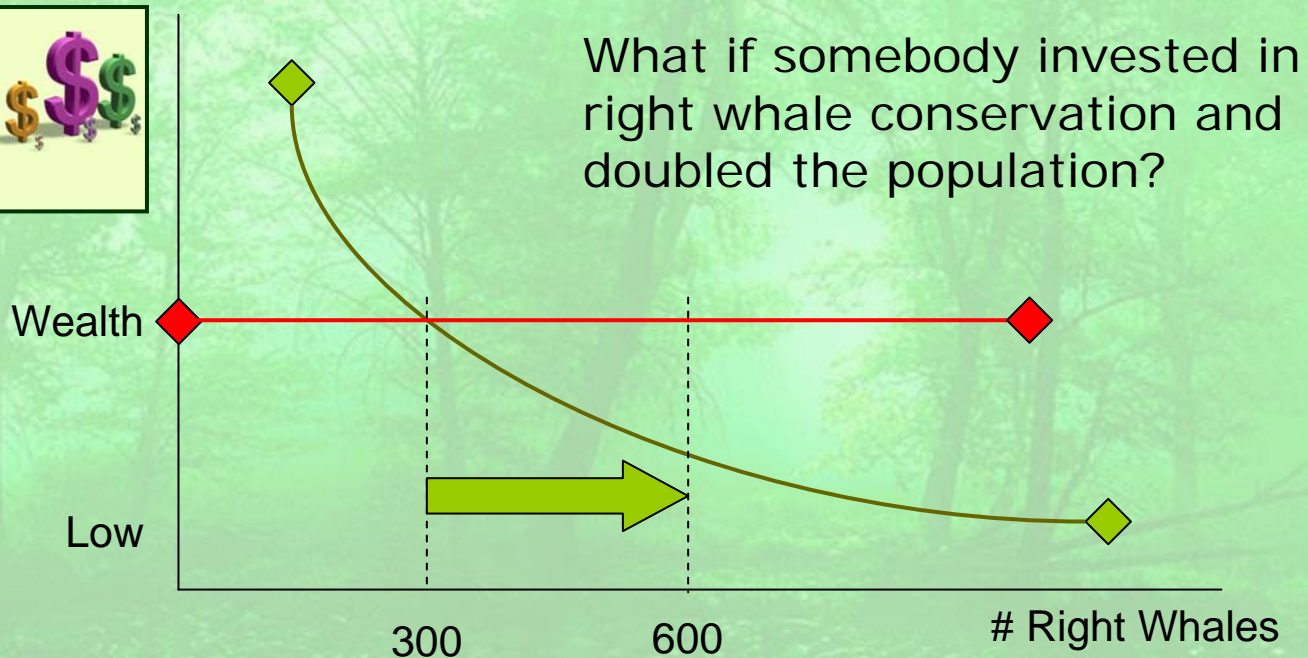 What if somebody invested in
right whale conservation and
doubled the population?
Wealth
Low
300
600
# Right Whales